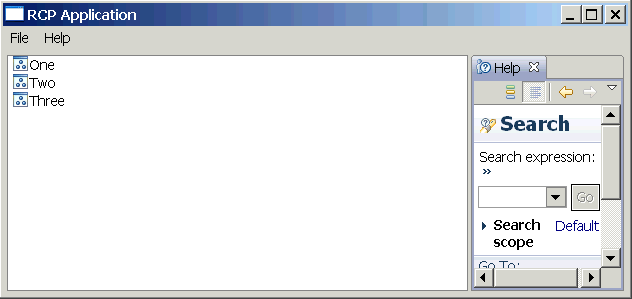 RCP Application
File Help
One
Two
Three
Help
Search
Search expression:
»
Go
Search scope
Default
Go To: